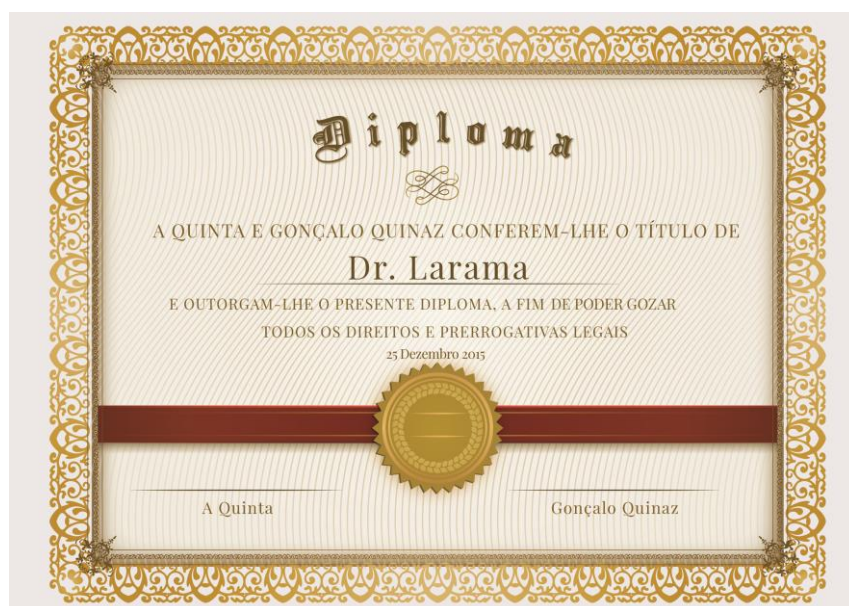 Diploma
A QUINTA E GONÇALO QUINAZ CONFEREM-LHE O TÍTULO DE
Dr. Larama
E OUTORGAM-LHE O PRESENTE DIPLOMA, A FIM DE PODER GOZAR
TODOS OS DIREITOS E PRERROGATIVAS LEGAIS
25 Dezembro 2015
A Quinta
Gonçalo Quinaz